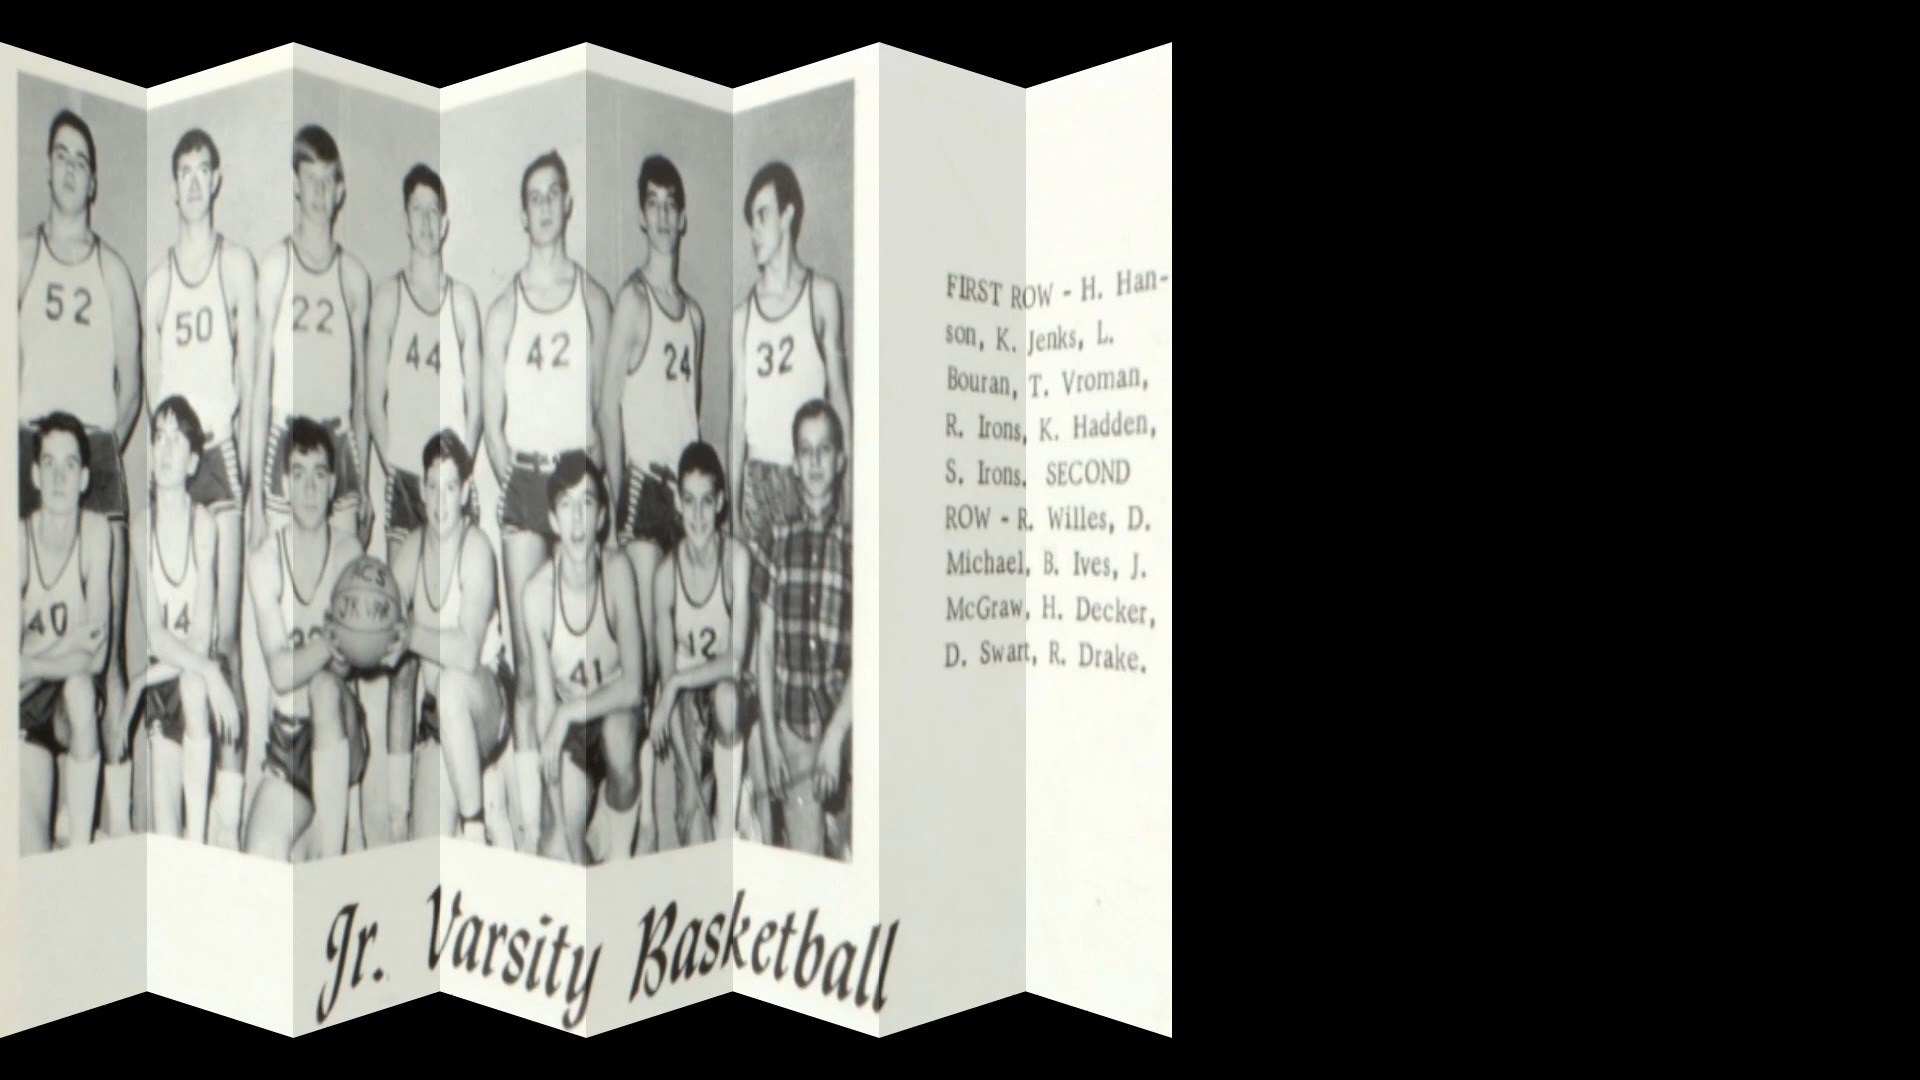 52 50 22 44 42 24 32
40 14 41 12
FIRST ROW - H. Han-
son, K. Jenks, L.
Bouran, T. Vroman,
R. Irons, K. Hadden,
S. Irons. SECOND
ROW - R. Willes, D.
Michael, B. Ives, J.
McGraw, H. Decker,
D. Swart, R. Drake.
Jr. Varsity Basketball